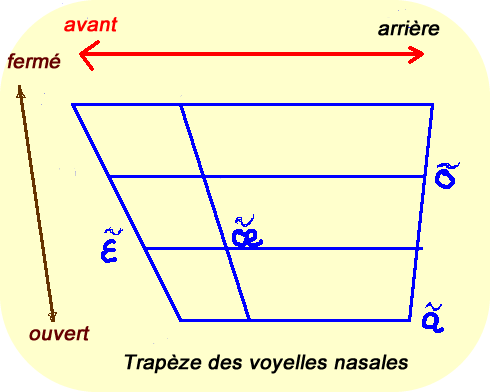 avant
arrière
fermé
õ
œ̃
ɛ̃
ɑ̃
ouvert
Trapèze des voyelles nasales